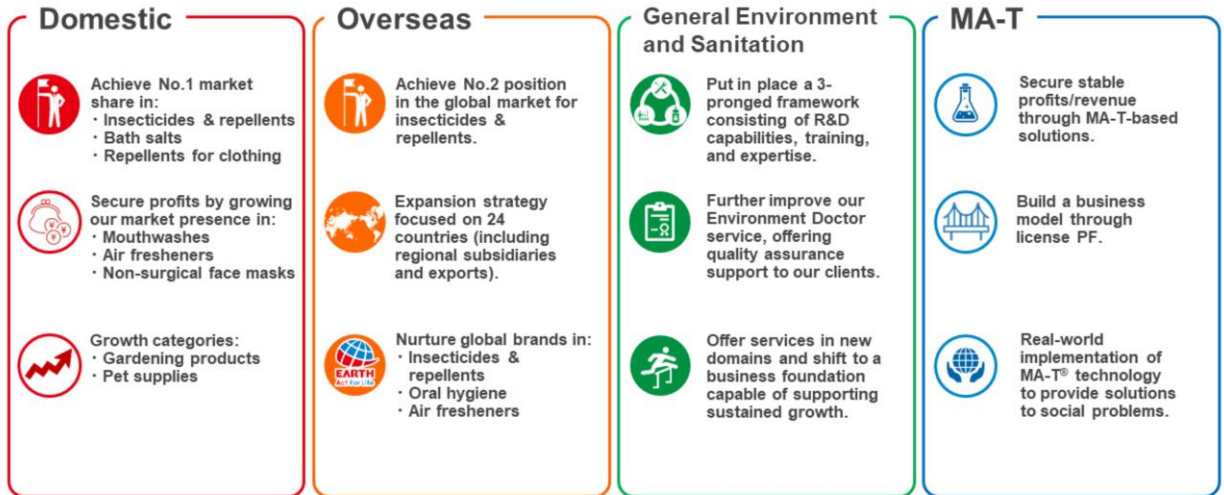 Domestic
Achieve No.1 market
share in:
・Insecticides & repellents
・Bath salts
・Repellents for clothing
Secure profits by growing
our market presence in:
・Mouthwashes
・Air fresheners
・Non-surgical face masks
Growth categories:
・Gardening products
・Pet supplies
Overseas
Achieve No.2 position
in the global market for
insecticides &
repellents.
Expansion strategy
focused on 24
countries (including
regional subsidiaries
and exports).
EARTH
Act for Life
Nurture global brands in:
・Insecticides &
repellents
・Oral hygiene
・Air fresheners
General Environment
and Sanitation
Put in place a 3-
pronged framework
consisting of R&D
capabilities, training,
and expertise.
Further improve our
Environment Doctor
service, offering
quality assurance
support to our clients.
Offer services in new
domains and shift to a
business foundation
capable of supporting
sustained growth.
MA-T
Secure stable
profits/revenue
through MA-T-based
solutions.
Build a business
model through
license PF.
Real-world
implementation of
MA-T® technology
to provide solutions
to social problems.